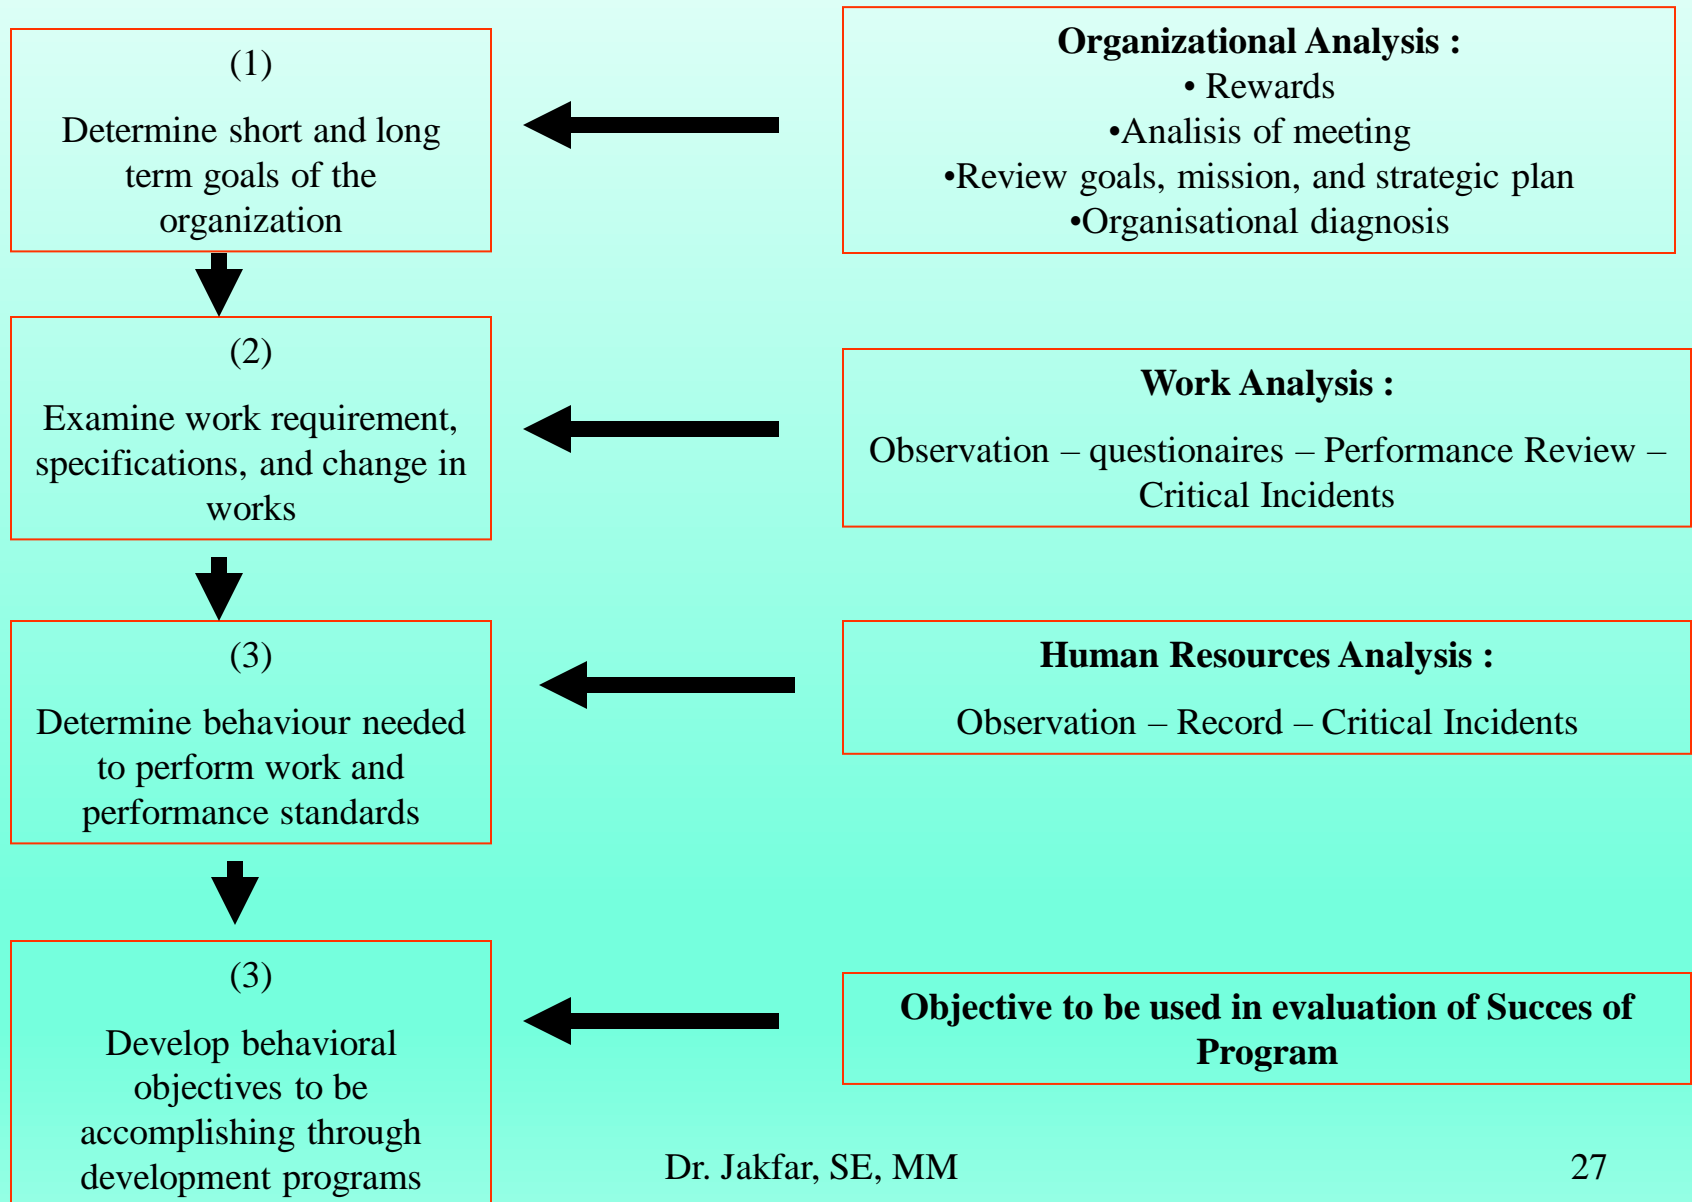 (1)
Determine short and long
term goals of the
organization
Organizational Analysis :
• Rewards
•Analisis of meeting
•Review goals, mission, and strategic plan
•Organisational diagnosis
(2)
Examine work requirement,
specifications, and change in
works
Work Analysis :
Observation – questionaires – Performance Review –
Critical Incidents
(3)
Determine behaviour needed
to perform work and
performance standards
Human Resources Analysis :
Observation – Record – Critical Incidents
(3)
Develop behavioral
objectives to be
accomplishing through
development programs
Objective to be used in evaluation of Succes of
Program
Dr. Jakfar, SE, MM
27